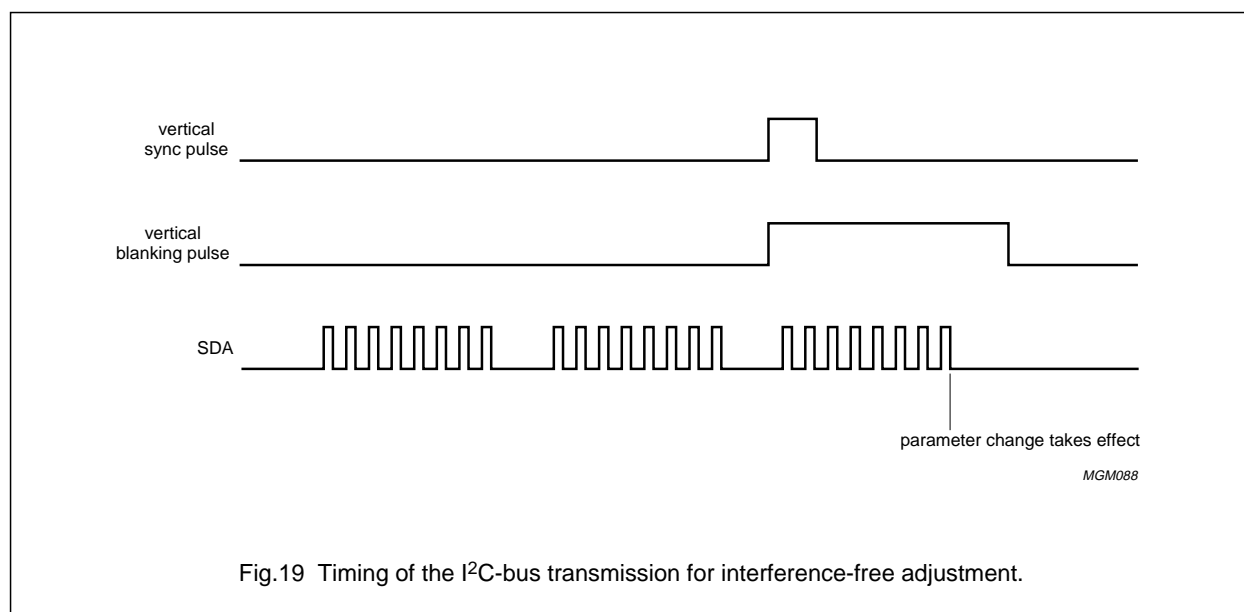 vertical
sync pulse
vertical
blanking pulse
SDA
parameter change takes effect
MGM088
Fig.19 Timing of the I²C-bus transmission for interference-free adjustment.